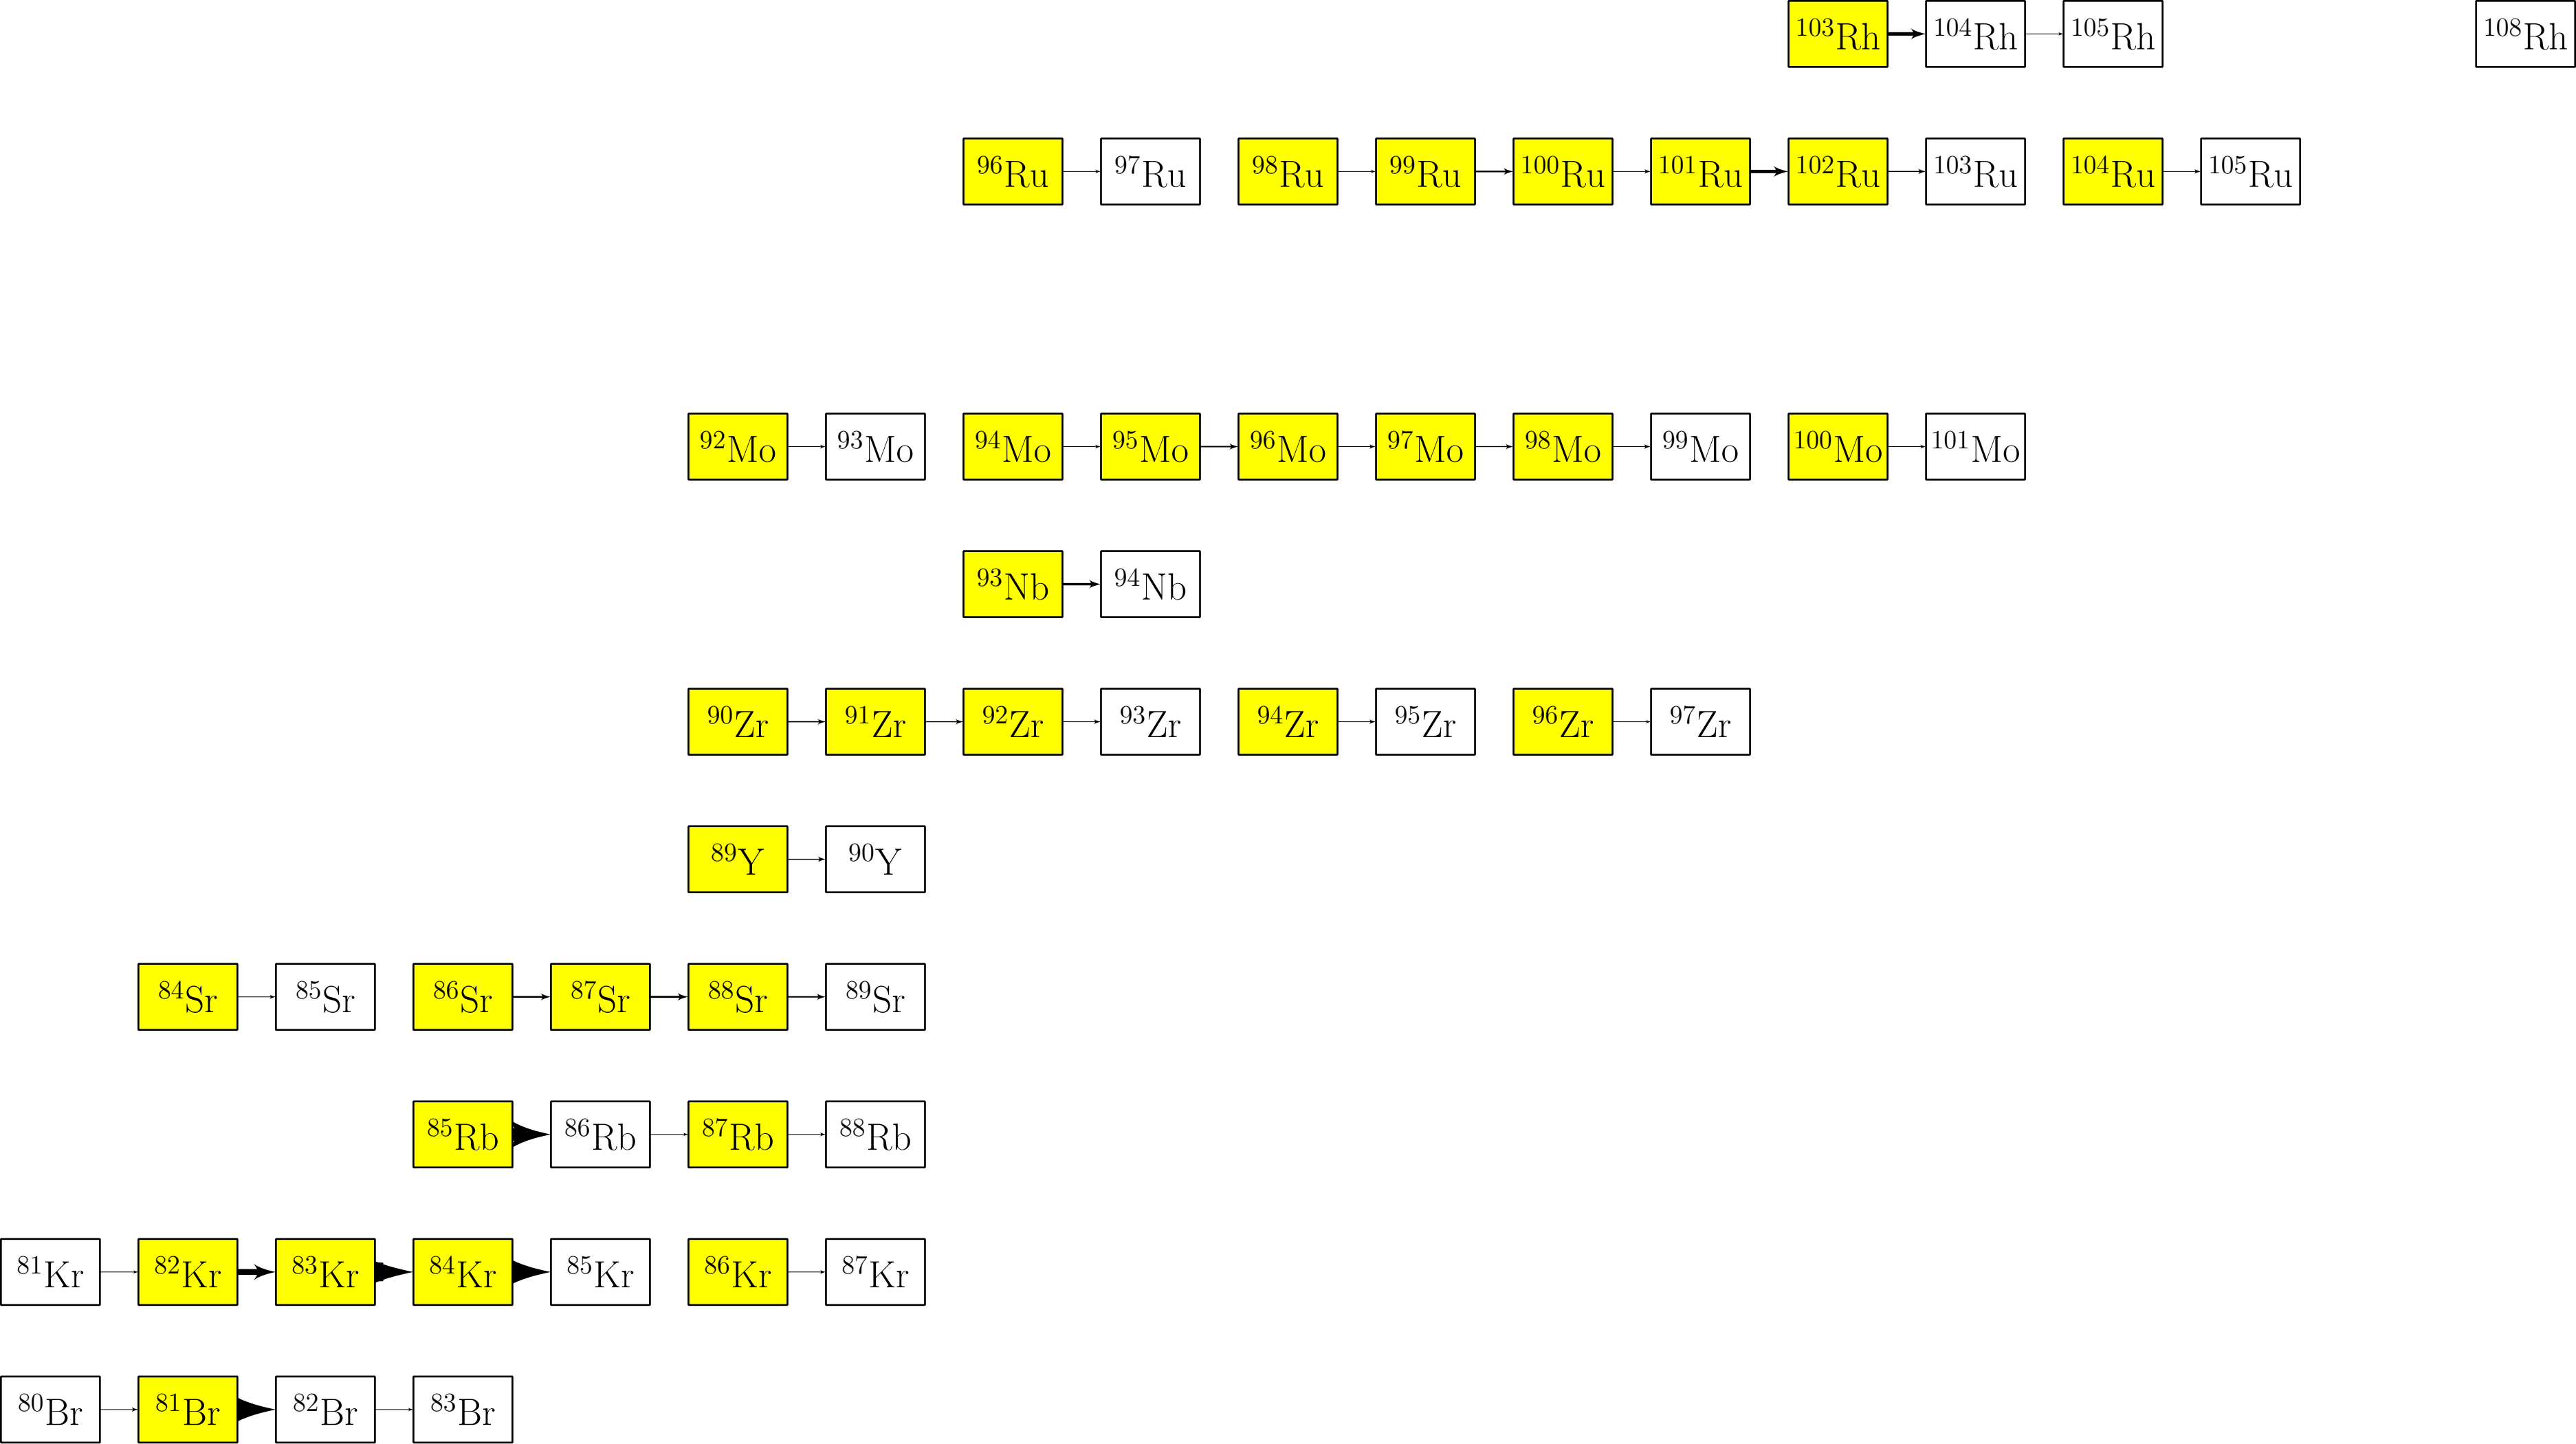 ¹⁰³Rh ¹⁰⁴Rh ¹⁰⁵Rh ¹⁰⁸Rh
⁹⁶Ru ⁹⁷Ru ⁹⁸Ru ⁹⁹Ru ¹⁰⁰Ru ¹⁰¹Ru ¹⁰²Ru ¹⁰³Ru ¹⁰⁴Ru ¹⁰⁵Ru
⁹²Mo ⁹³Mo ⁹⁴Mo ⁹⁵Mo ⁹⁶Mo ⁹⁷Mo ⁹⁸Mo ⁹⁹Mo ¹⁰⁰Mo ¹⁰¹Mo
⁹³Nb ⁹⁴Nb
⁹⁰Zr ⁹¹Zr ⁹²Zr ⁹³Zr ⁹⁴Zr ⁹⁵Zr ⁹⁶Zr ⁹⁷Zr
⁸⁹Y ⁹⁰Y
⁸⁴Sr ⁸⁵Sr ⁸⁶Sr ⁸⁷Sr ⁸⁸Sr ⁸⁹Sr
⁸⁵Rb ⁸⁶Rb ⁸⁷Rb ⁸⁸Rb
⁸¹Kr ⁸²Kr ⁸³Kr ⁸⁴Kr ⁸⁵Kr ⁸⁶Kr ⁸⁷Kr
⁸⁰Br ⁸¹Br ⁸²Br ⁸³Br